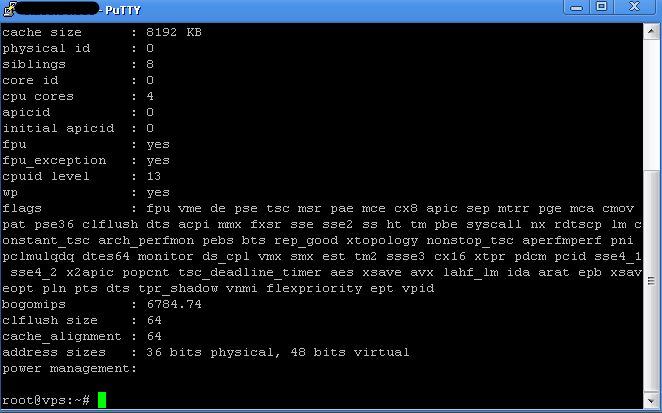 - PuTTY
cache size      : 8192 KB
physical id     : 0
siblings        : 8
core id         : 0
cpu cores       : 4
apicid          : 0
initial apicid  : 0
fpu             : yes
fpu_exception   : yes
cpuid level     : 13
wp              : yes
flags           : fpu vme de pse tsc msr pae mce cx8 apic sep mtrr pge mca cmov
pat pse36 clflush dts acpi mmx fxsr sse sse2 ss ht tm pbe syscall nx rdtscp lm c
onstant_tsc arch_perfmon pebs bts rep_good xtopology nonstop_tsc aperfmperf pni
pclmulqdq dtes64 monitor ds_cpl vmx smx est tm2 ssse3 cx16 xtpr pdcm pcid sse4_1
 sse4_2 x2apic popcnt tsc_deadline_timer aes xsave avx lahf_lm ida arat epb xsav
eopt pln pts dts tpr_shadow vnmi flexpriority ept vpid
bogomips        : 6784.74
clflush size    : 64
cache_alignment : 64
address sizes   : 36 bits physical, 48 bits virtual
power management:
root@vps:~#